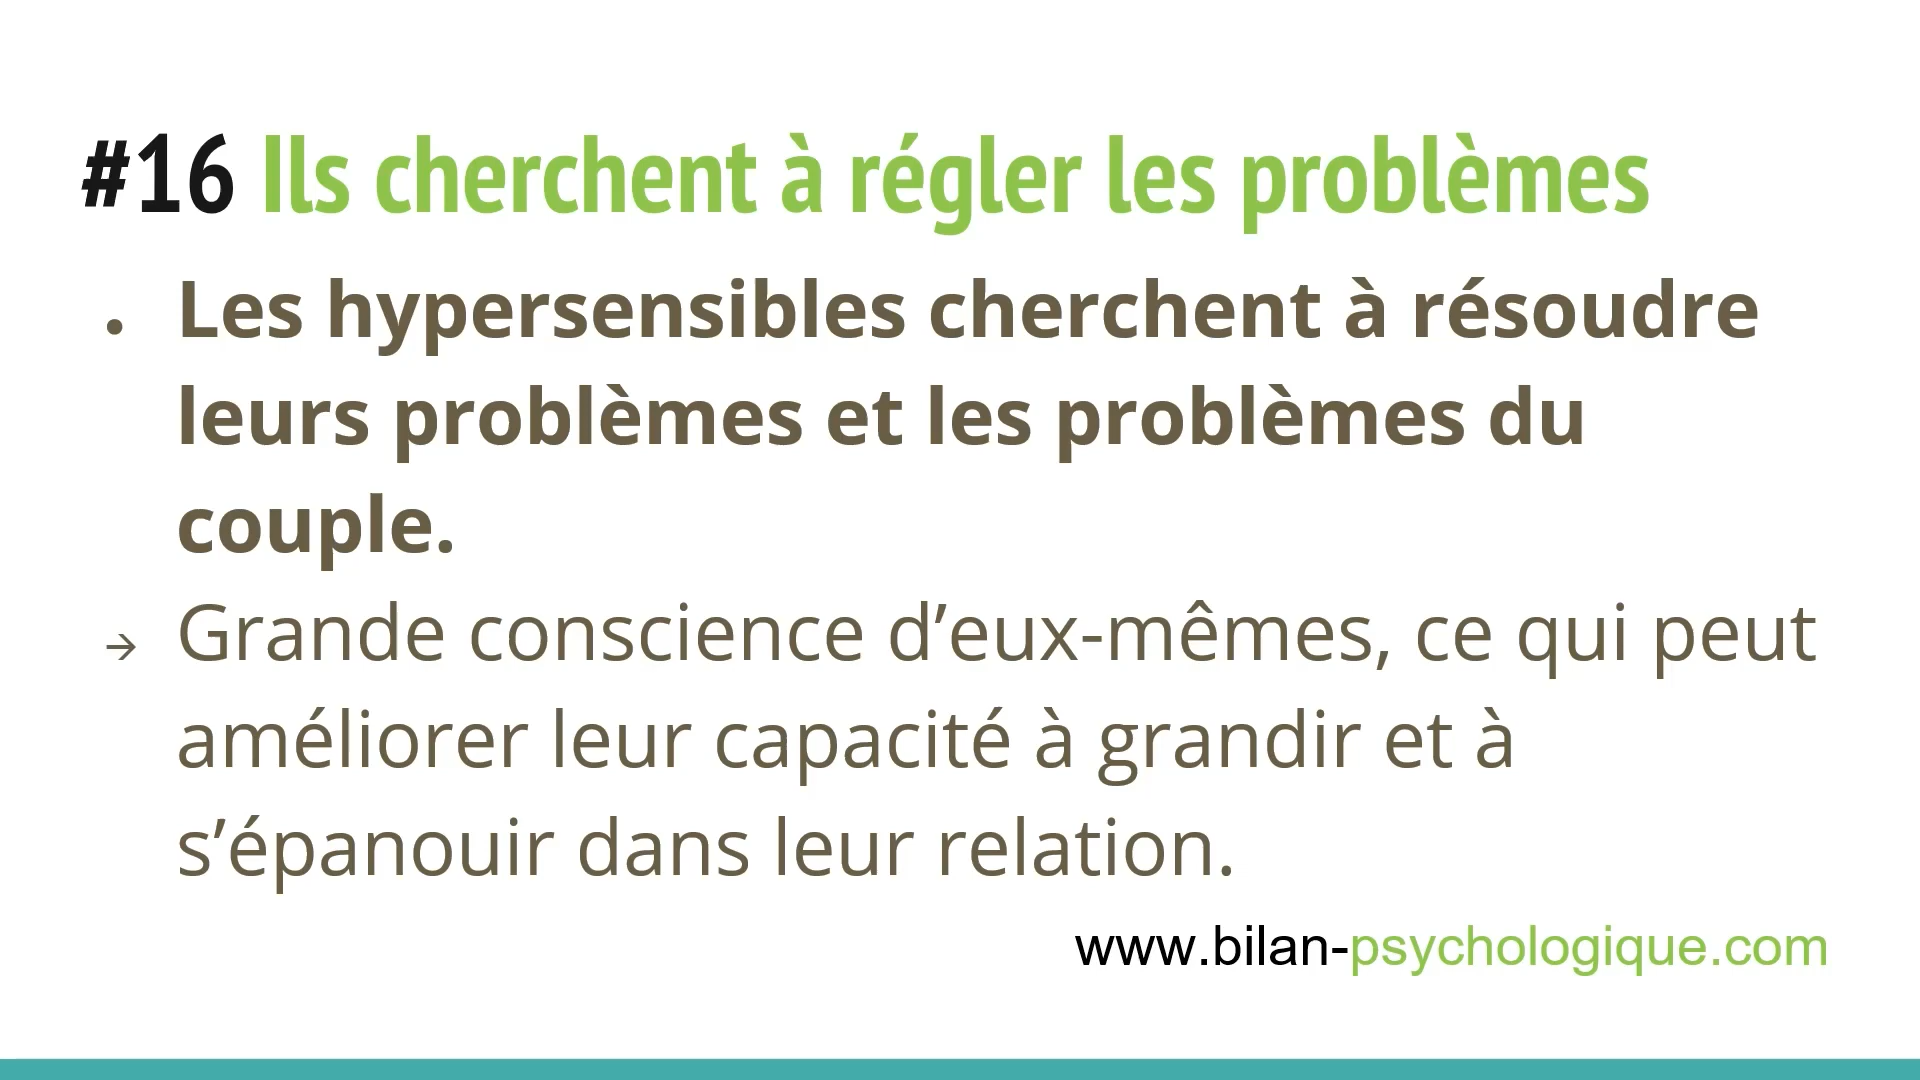 #16 Ils cherchent à régler les problèmes
• Les hypersensibles cherchent à résoudre
leurs problèmes et les problèmes du
couple.
→ Grande conscience d’eux-mêmes, ce qui peut
améliorer leur capacité à grandir et à
s’épanouir dans leur relation.
www.bilan-psychologique.com